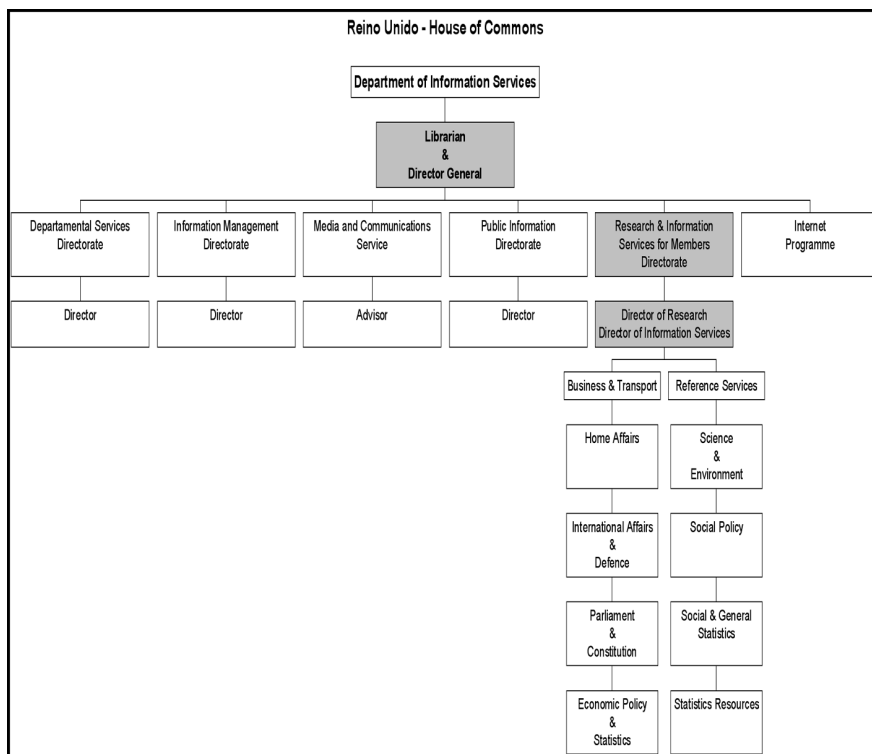 Reino Unido - House of Commons
Department of Information Services
Librarian
&
Director General
Departamental Services
Directorate
Information Management
Directorate
Media and Communications
Service
Public Information
Directorate
Research & Information
Services for Members
Directorate
Internet
Programme
Director
Director
Advisor
Director
Director of Research
Director of Information Services
Business & Transport
Reference Services
Home Affairs
Science
&
Environment
International Affairs
&
Defence
Social Policy
Parliament
&
Constitution
Social & General
Statistics
Economic Policy
&
Statistics
Statistics Resources